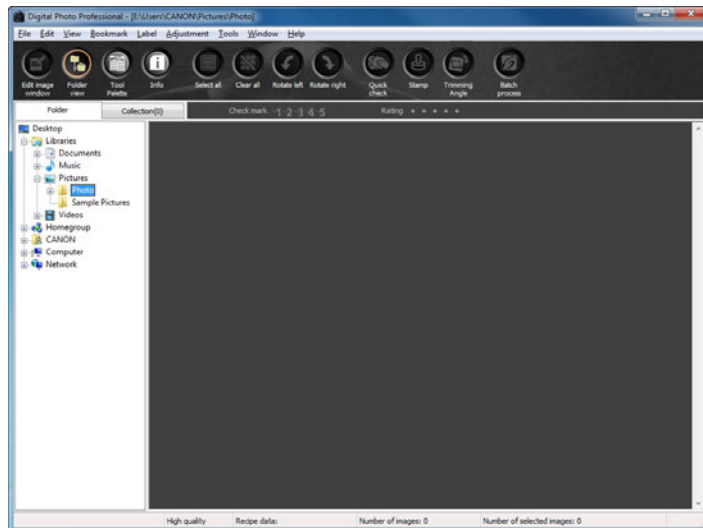 Digital Photo Professional - [E:\Users\CANON\Pictures\Photo]
File Edit View Bookmark Label Adjustment Tools Window Help
Edit image window
Folder view
Tool Palette
Info
Select all
Clear all
Rotate left
Rotate right
Quick check
Stamp
Trimming Angle
Batch process
Folder
Collection(0)
Check mark 1 2 3 4 5
Rating
Desktop
Libraries
Documents
Music
Pictures
Photo
Sample Pictures
Videos
Homegroup
CANON
Computer
Network
High quality
Recipe data:
Number of images: 0
Number of selected images: 0